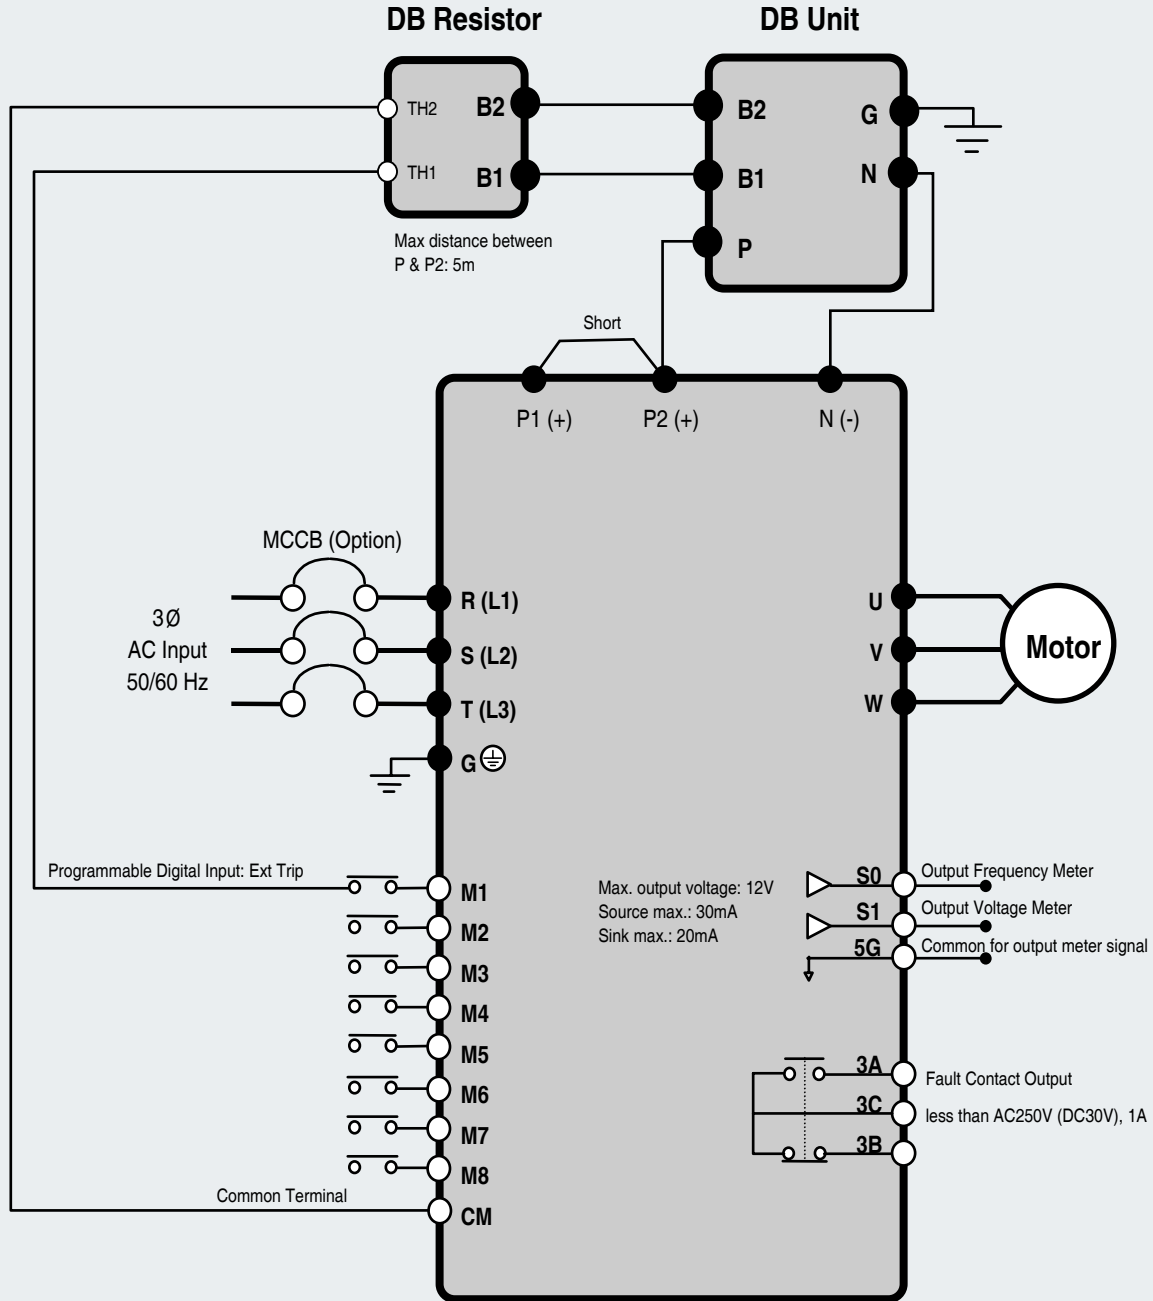 DB Resistor
DB Unit
TH2
B2
B2
G
TH1
B1
B1
N
Max distance between
P & P2: 5m
P
Short
P1 (+)
P2 (+)
N (-)
MCCB (Option)
3Ø
AC Input
50/60 Hz
R (L1)
S (L2)
T (L3)
G
U
V
W
Motor
Programmable Digital Input: Ext Trip
M1
M2
M3
M4
M5
M6
M7
M8
Common Terminal
CM
Max. output voltage: 12V
Source max.: 30mA
Sink max.: 20mA
S0
Output Frequency Meter
S1
Output Voltage Meter
5G
Common for output meter signal
3A
Fault Contact Output
3C
less than AC250V (DC30V), 1A
3B